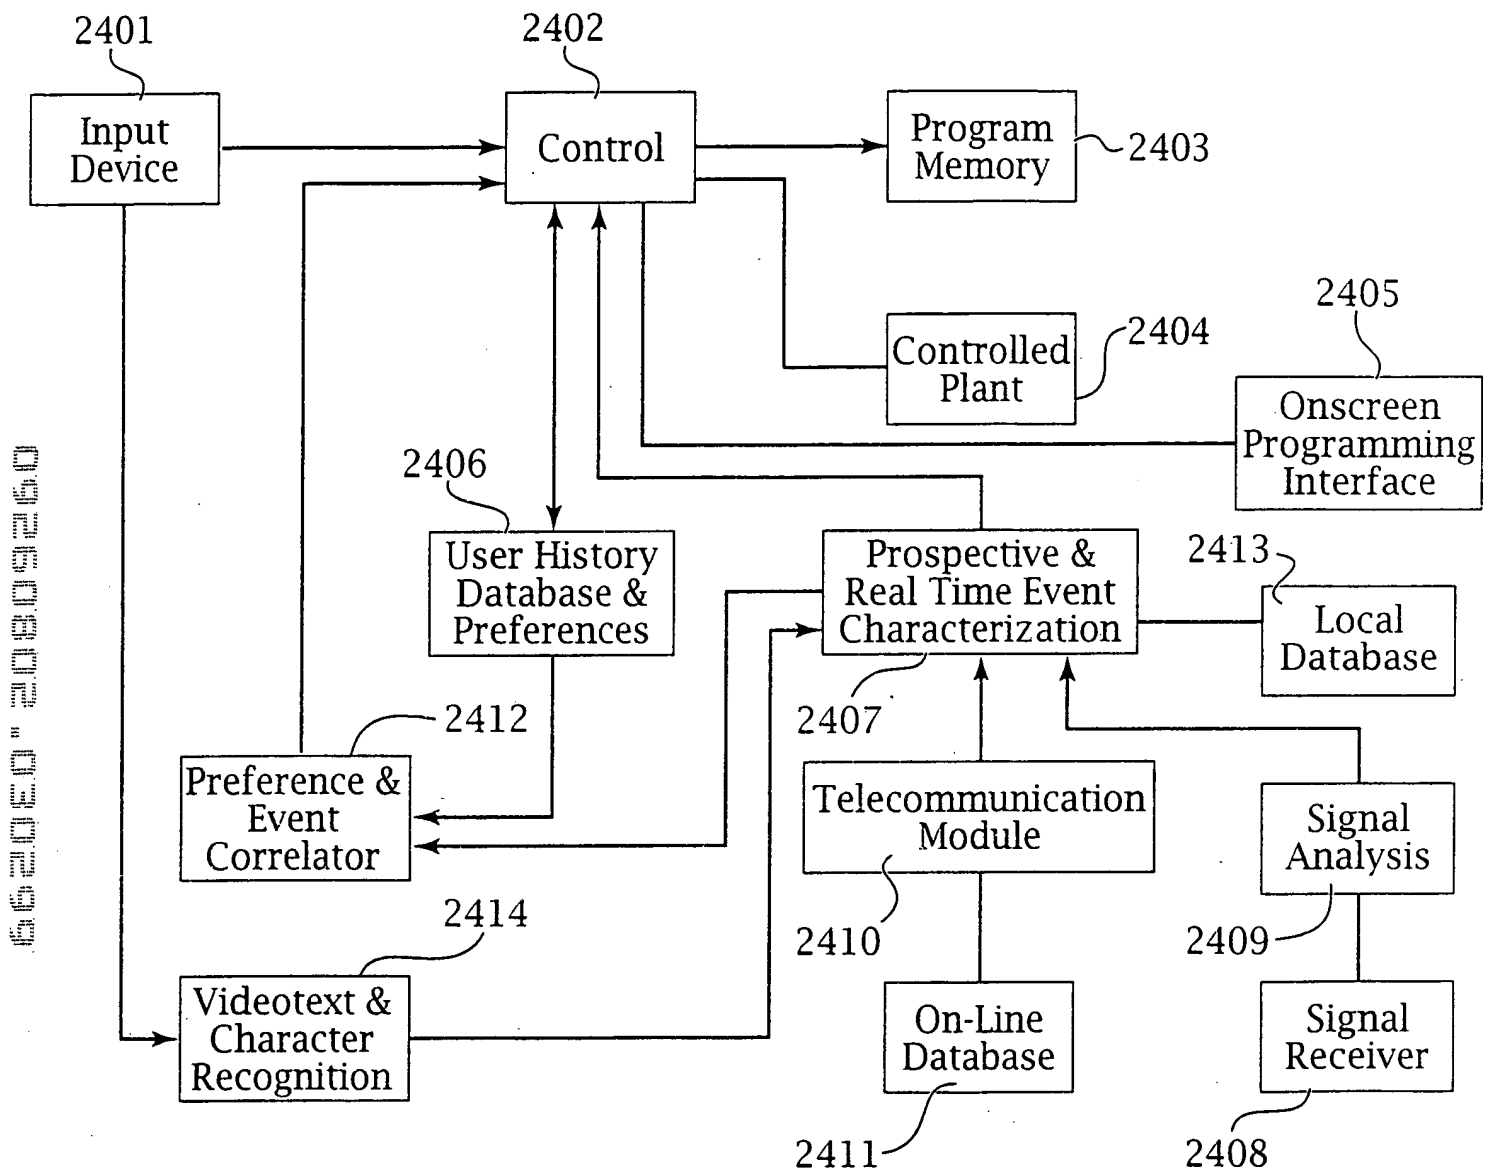 2401
2402
Input
Device
Control
Program
Memory
2403
2404
Controlled
Plant
2405
Onscreen
Programming
Interface
2406
User History
Database &
Preferences
Prospective &
Real Time Event
Characterization
2407
2413
Local
Database
2412
Preference &
Event
Correlator
Telecommunication
Module
2410
Signal
Analysis
2409
2414
Videotext &
Character
Recognition
On-Line
Database
2411
Signal
Receiver
2408
09260802.030299